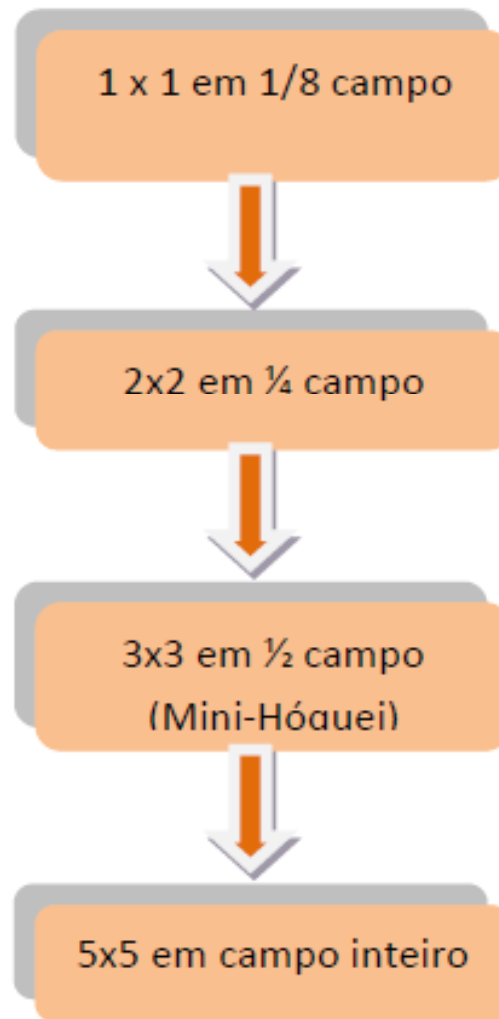 1 x 1 em 1/8 campo
2x2 em ¼ campo
3x3 em ½ campo
(Mini-Hóquei)
5x5 em campo inteiro